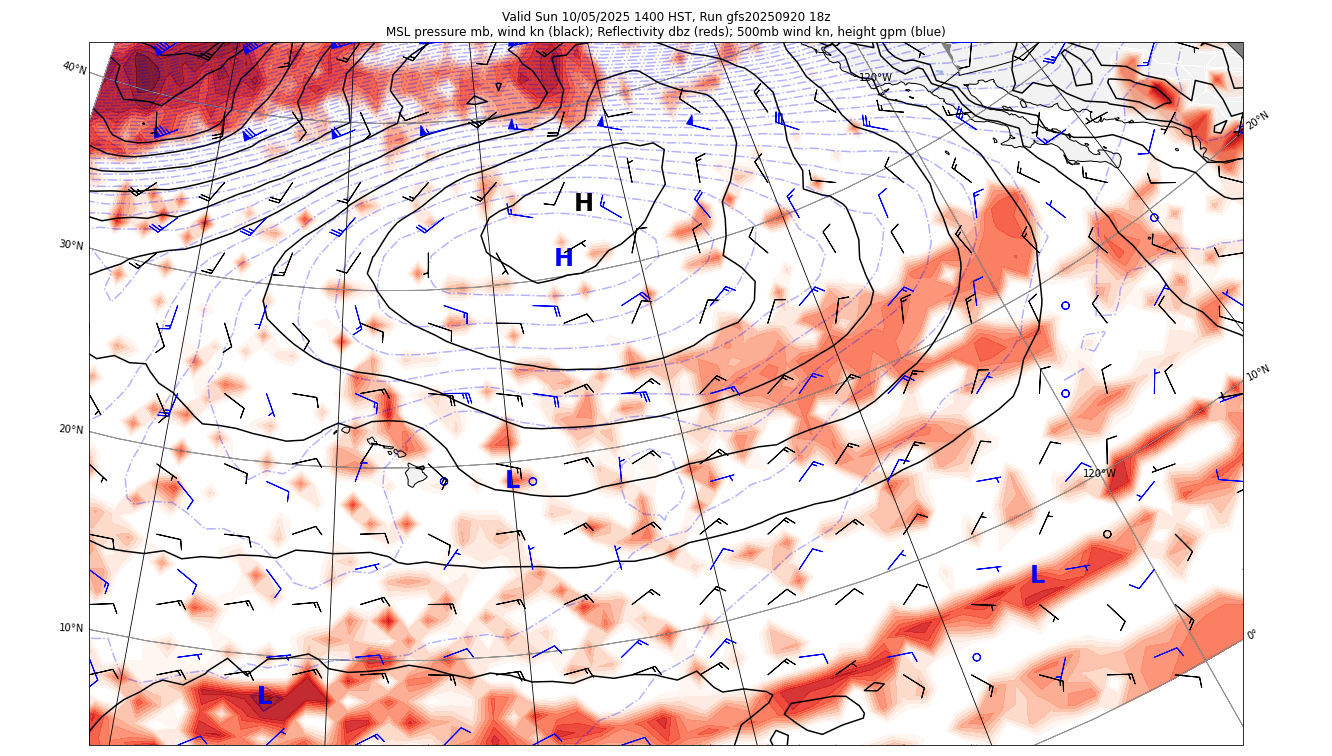 Valid Sun 10/05/2025 1400 HST, Run gfs20250920 18z
MSL pressure mb, wind kn (black); Reflectivity dbz (reds); 500mb wind kn, height gpm (blue)
40°N
120°W
20°N
H
30°N
H
10°N
20°N
L
120°W
L
10°N
0°
L